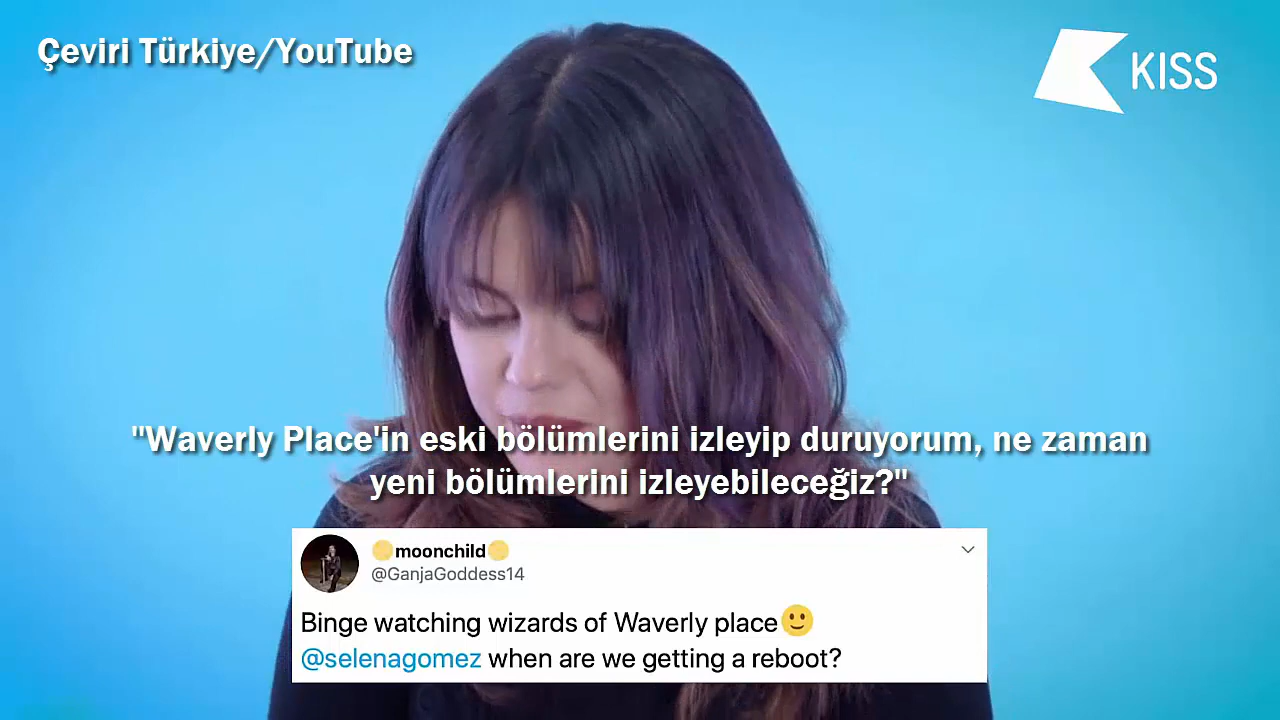 Çeviri Türkiye/YouTube
KISS
"Waverly Place'in eski bölümlerini izleyip duruyorum, ne zaman
yeni bölümlerini izleyebileceğiz?"
🟡moonchild🟡
@GanjaGoddess14
Binge watching wizards of Waverly place🙂
@selenagomez when are we getting a reboot?